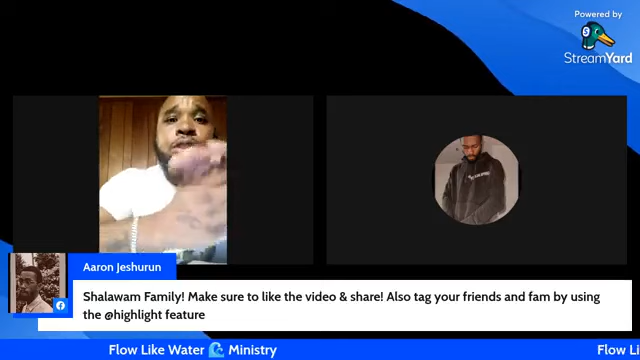 Powered by
StreamYard
Aaron Jeshurun
Shalawam Family! Make sure to like the video & share! Also tag your friends and fam by using
the @highlight feature
Flow Like Water 🌊 Ministry
Flow Li